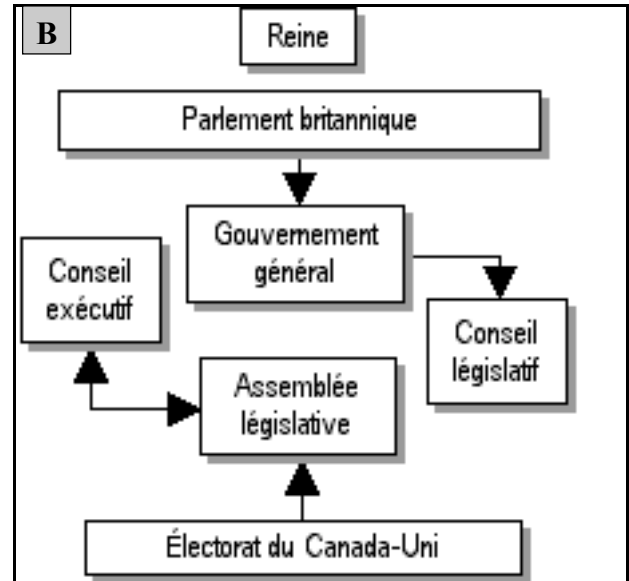 B
Reine
Parlement britannique
Gouvernement
général
Conseil
exécutif
Conseil
législatif
Assemblée
législative
Électorat du Canada-Uni